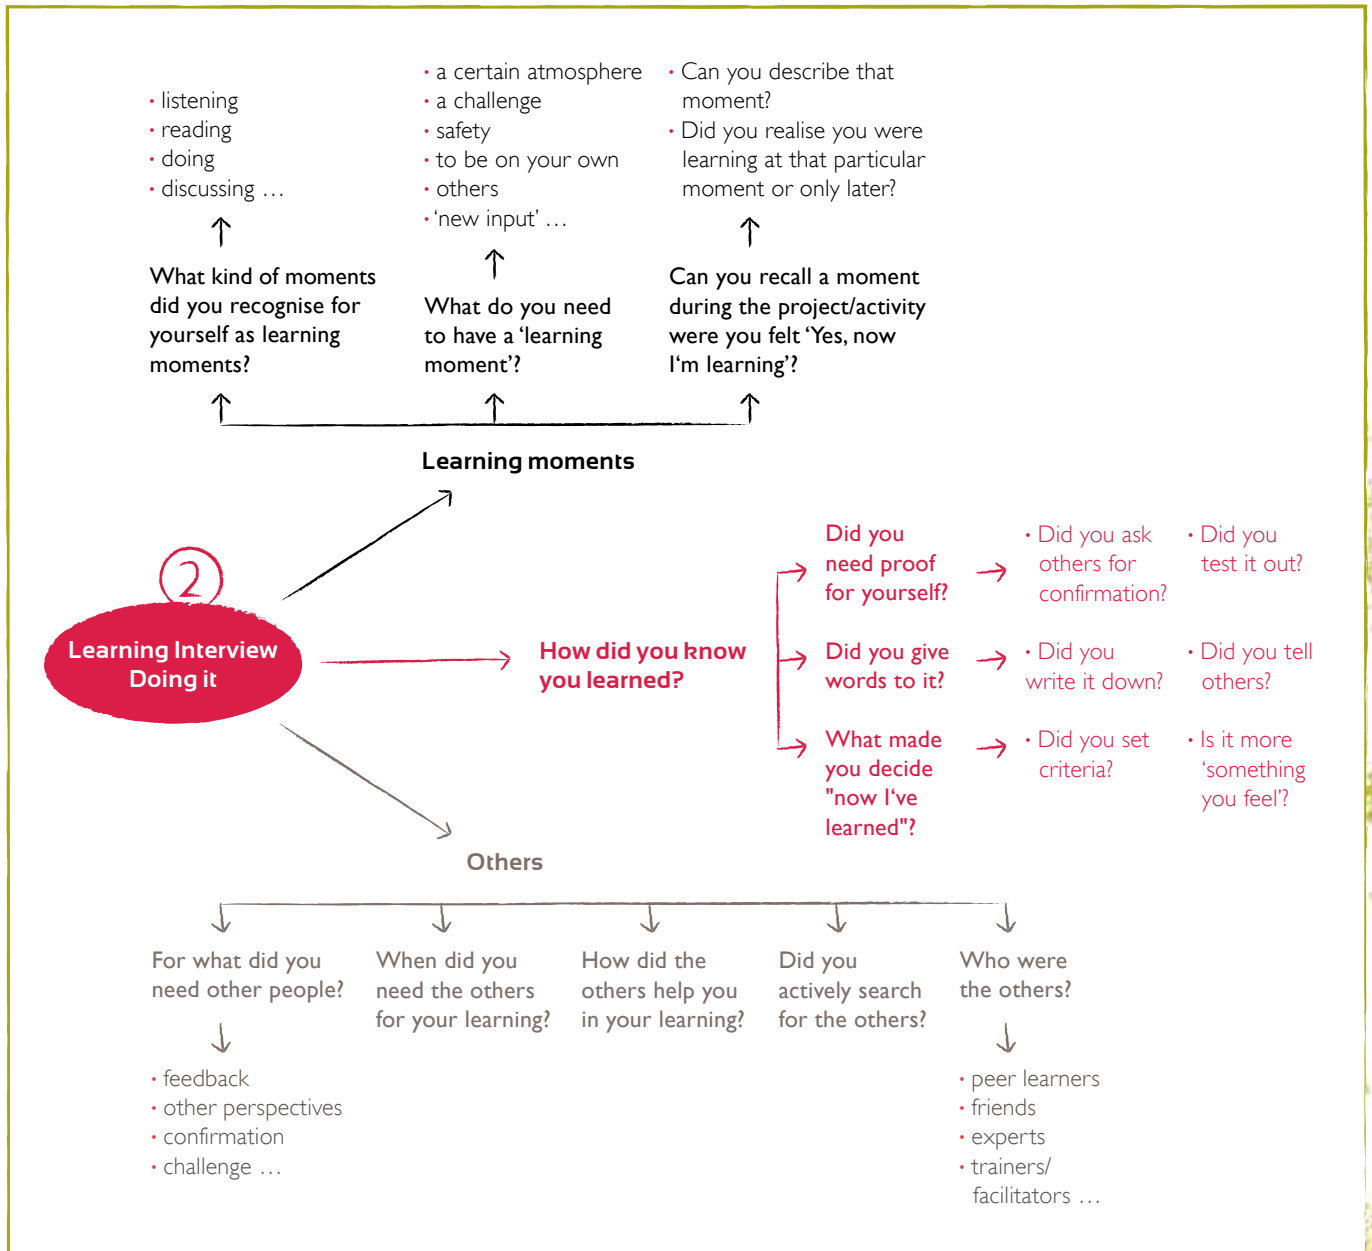 • listening
• reading
• doing
• discussing …
• a certain atmosphere
• a challenge
• safety
• to be on your own
• others
• ‘new input’ …
• Can you describe that
moment?
• Did you realise you were
learning at that particular
moment or only later?
What kind of moments
did you recognise for
yourself as learning
moments?
What do you need
to have a ‘learning
moment’?
Can you recall a moment
during the project/activity
were you felt ‘Yes, now
I‘m learning’?
Learning moments
2
Learning Interview
Doing it
How did you know
you learned?
Did you
need proof
for yourself?
• Did you ask
others for
confirmation?
• Did you
test it out?
Did you give
words to it?
• Did you
write it down?
• Did you tell
others?
What made
you decide
"now I‘ve
learned"?
• Did you set
criteria?
• Is it more
‘something
you feel’?
Others
For what did you
need other people?
When did you
need the others
for your learning?
How did the
others help you
in your learning?
Did you
actively search
for the others?
Who were
the others?
• feedback
• other perspectives
• confirmation
• challenge …
• peer learners
• friends
• experts
• trainers/
facilitators …